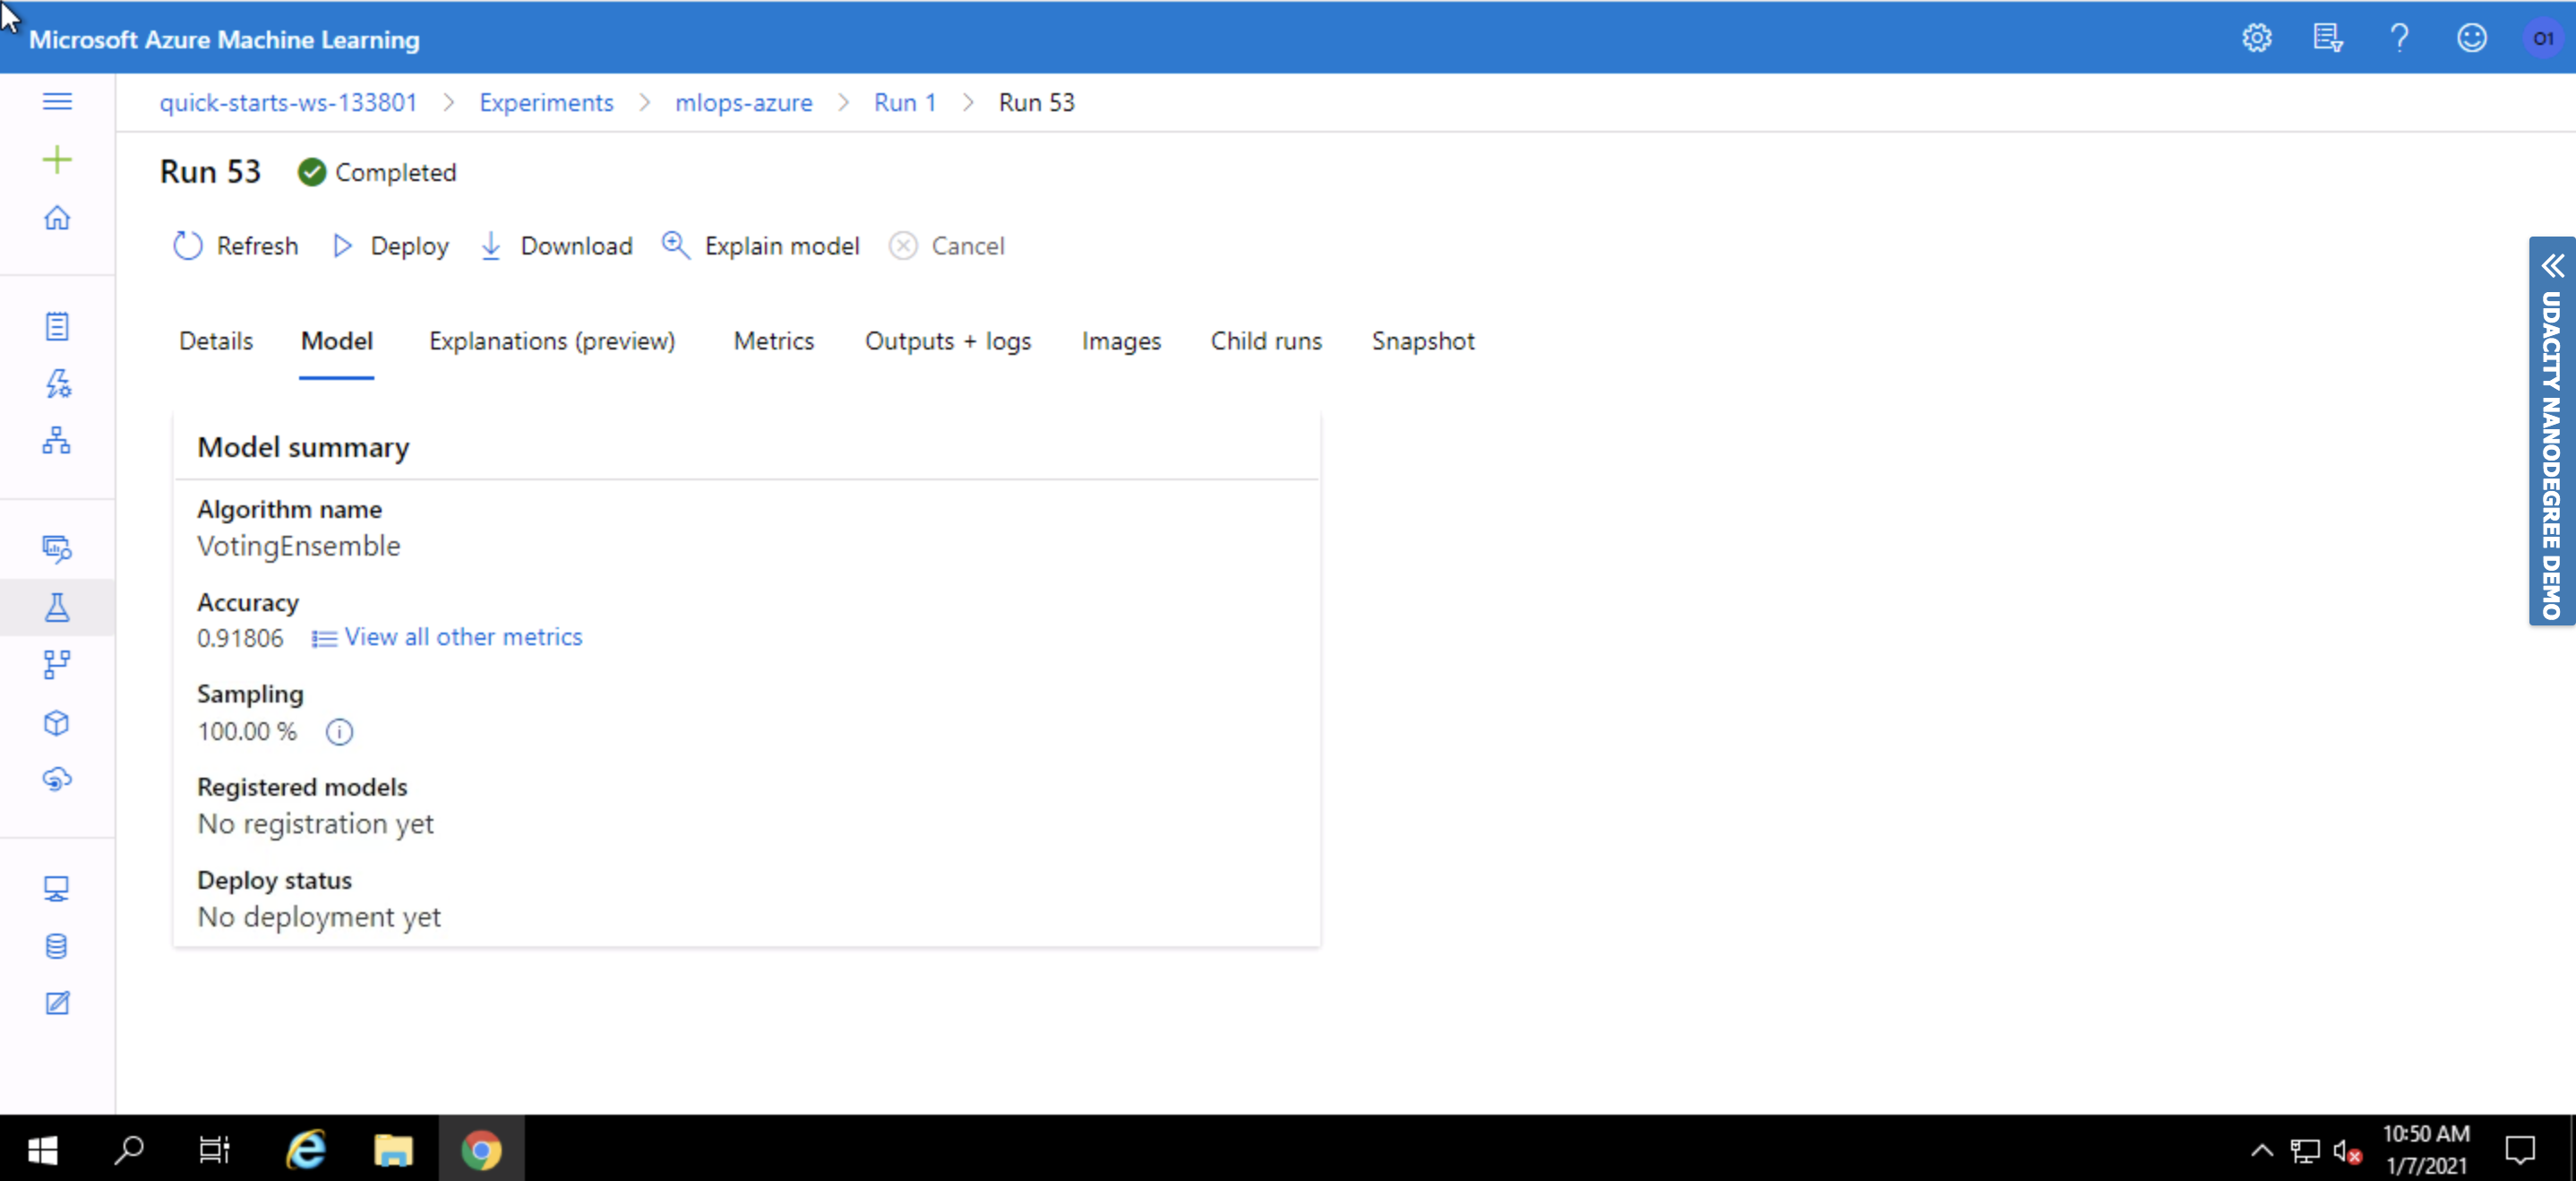 Microsoft Azure Machine Learning
01
quick-starts-ws-133801 > Experiments > mlops-azure > Run 1 > Run 53
Run 53 Completed
Refresh Deploy Download Explain model Cancel
Details Model Explanations (preview) Metrics Outputs + logs Images Child runs Snapshot
Model summary
Algorithm name
VotingEnsemble
Accuracy
0.91806 View all other metrics
Sampling
100.00 %
Registered models
No registration yet
Deploy status
No deployment yet
UDACITY NANODEGREE DEMO
10:50 AM
1/7/2021